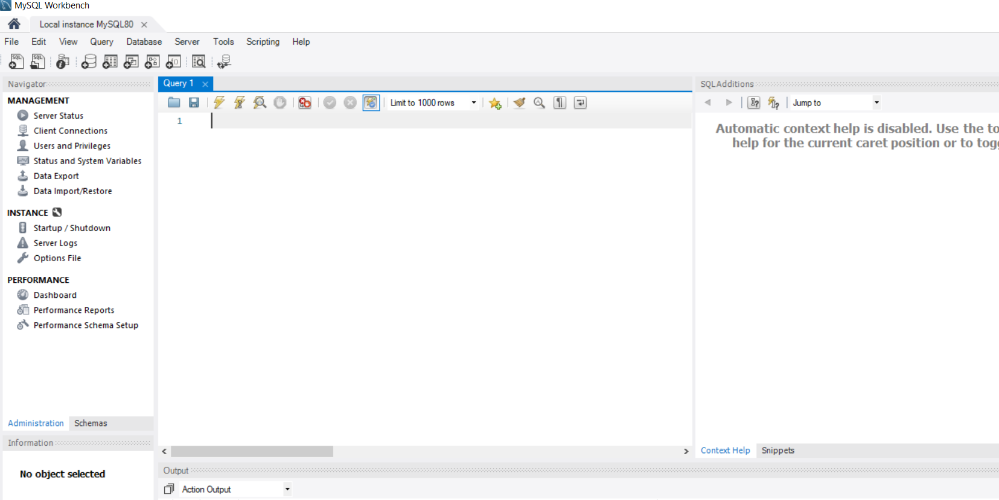 MySQL Workbench
Local instance MySQL80
File Edit View Query Database Server Tools Scripting Help
Navigator
MANAGEMENT
Server Status
Client Connections
Users and Privileges
Status and System Variables
Data Export
Data Import/Restore
INSTANCE
Startup / Shutdown
Server Logs
Options File
PERFORMANCE
Dashboard
Performance Reports
Performance Schema Setup
Administration Schemas
Information
No object selected
Query 1
Limit to 1000 rows
1
Output
Action Output
SQLAdditions
Jump to
Automatic context help is disabled. Use the to
help for the current caret position or to togg
Context Help Snippets